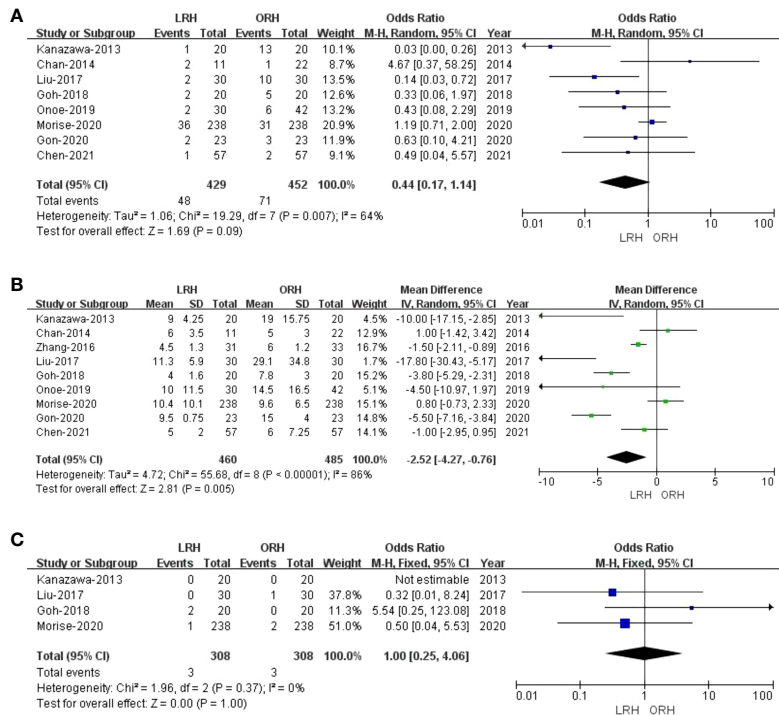 A
LRH ORH Odds Ratio Odds Ratio
Study or Subgroup Events Total Events Total Weight M-H, Random, 95% CI Year M-H, Random, 95% CI
Kanazawa-2013 1 20 13 20 10.1% 0.03 [0.00, 0.26] 2013
Chan-2014 2 11 1 22 8.7% 4.67 [0.37, 58.25] 2014
Liu-2017 2 30 10 30 13.5% 0.14 [0.03, 0.72] 2017
Goh-2018 2 20 5 20 12.2% 0.33 [0.06, 1.97] 2018
Onoe-2019 2 30 6 42 13.2% 0.43 [0.08, 2.29] 2019
Morise-2020 36 238 31 238 20.9% 1.19 [0.71, 2.00] 2020
Gon-2020 2 23 3 23 11.9% 0.63 [0.10, 4.21] 2020
Chen-2021 1 57 2 57 9.1% 0.49 [0.04, 5.57] 2021
Total (95% CI) 429 452 100.0% 0.44 [0.17, 1.14]
Total events 48 71
Heterogeneity: Tau² = 1.06; Chi² = 19.29, df = 7 (P = 0.007); I² = 64%
Test for overall effect: Z = 1.69 (P = 0.09)
0.01 0.1 1 10 100
LRH ORH
B
LRH ORH Mean Difference Mean Difference
Study or Subgroup Mean SD Total Mean SD Total Weight IV, Random, 95% CI Year IV, Random, 95% CI
Kanazawa-2013 9 4.25 20 19 15.75 20 4.5% -10.00 [-17.15, -2.85] 2013
Chan-2014 6 3.5 11 5 3 22 12.9% 1.00 [-1.42, 3.42] 2014
Zhang-2016 4.5 1.3 31 6 1.2 33 15.9% -1.50 [-2.11, -0.89] 2016
Liu-2017 11.3 5.9 30 29.1 34.8 30 1.7% -17.80 [-30.43, -5.17] 2017
Goh-2018 4 1.6 20 7.8 3 20 14.8% -3.80 [-5.29, -2.31] 2018
Onoe-2019 10 11.5 30 14.5 16.5 42 5.1% -4.50 [-10.97, 1.97] 2019
Morise-2020 10.4 10.1 238 9.6 6.5 238 14.8% 0.80 [-0.73, 2.33] 2020
Gon-2020 9.5 0.75 23 15 4 23 14.5% -5.50 [-7.16, -3.84] 2020
Chen-2021 5 2 57 6 7.25 57 14.1% -1.00 [-2.95, 0.95] 2021
Total (95% CI) 460 485 100.0% -2.52 [-4.27, -0.76]
Heterogeneity: Tau² = 4.72; Chi² = 55.68, df = 8 (P < 0.00001); I² = 86%
Test for overall effect: Z = 2.81 (P = 0.005)
-10 -5 0 5 10
LRH ORH
C
LRH ORH Odds Ratio Odds Ratio
Study or Subgroup Events Total Events Total Weight M-H, Fixed, 95% CI Year M-H, Fixed, 95% CI
Kanazawa-2013 0 20 0 20 Not estimable 2013
Liu-2017 0 30 1 30 37.8% 0.32 [0.01, 8.24] 2017
Goh-2018 2 20 0 20 11.3% 5.54 [0.25, 123.08] 2018
Morise-2020 1 238 2 238 51.0% 0.50 [0.04, 5.53] 2020
Total (95% CI) 308 308 100.0% 1.00 [0.25, 4.06]
Total events 3 3
Heterogeneity: Chi² = 1.96, df = 2 (P = 0.37); I² = 0%
Test for overall effect: Z = 0.00 (P = 1.00)
0.01 0.1 1 10 100
LRH ORH